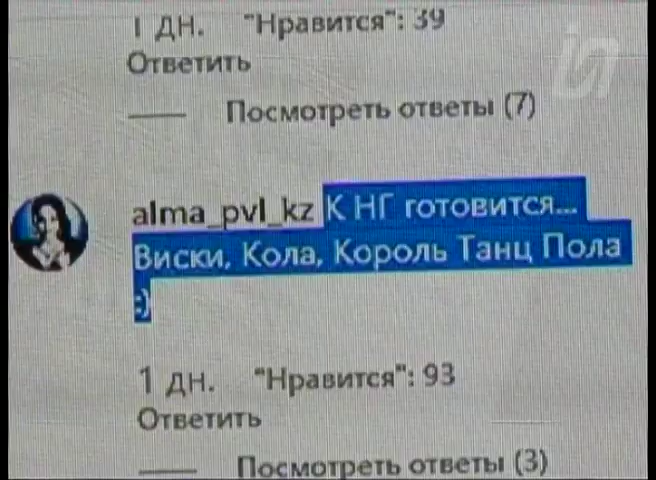 1 дн. "Нравится": 39
Ответить
Посмотреть ответы (7)
alma_pvl_kz К НГ готовится...
Виски, Кола, Король Танц Пола
:)
1 дн. "Нравится": 93
Ответить
Посмотреть ответы (3)